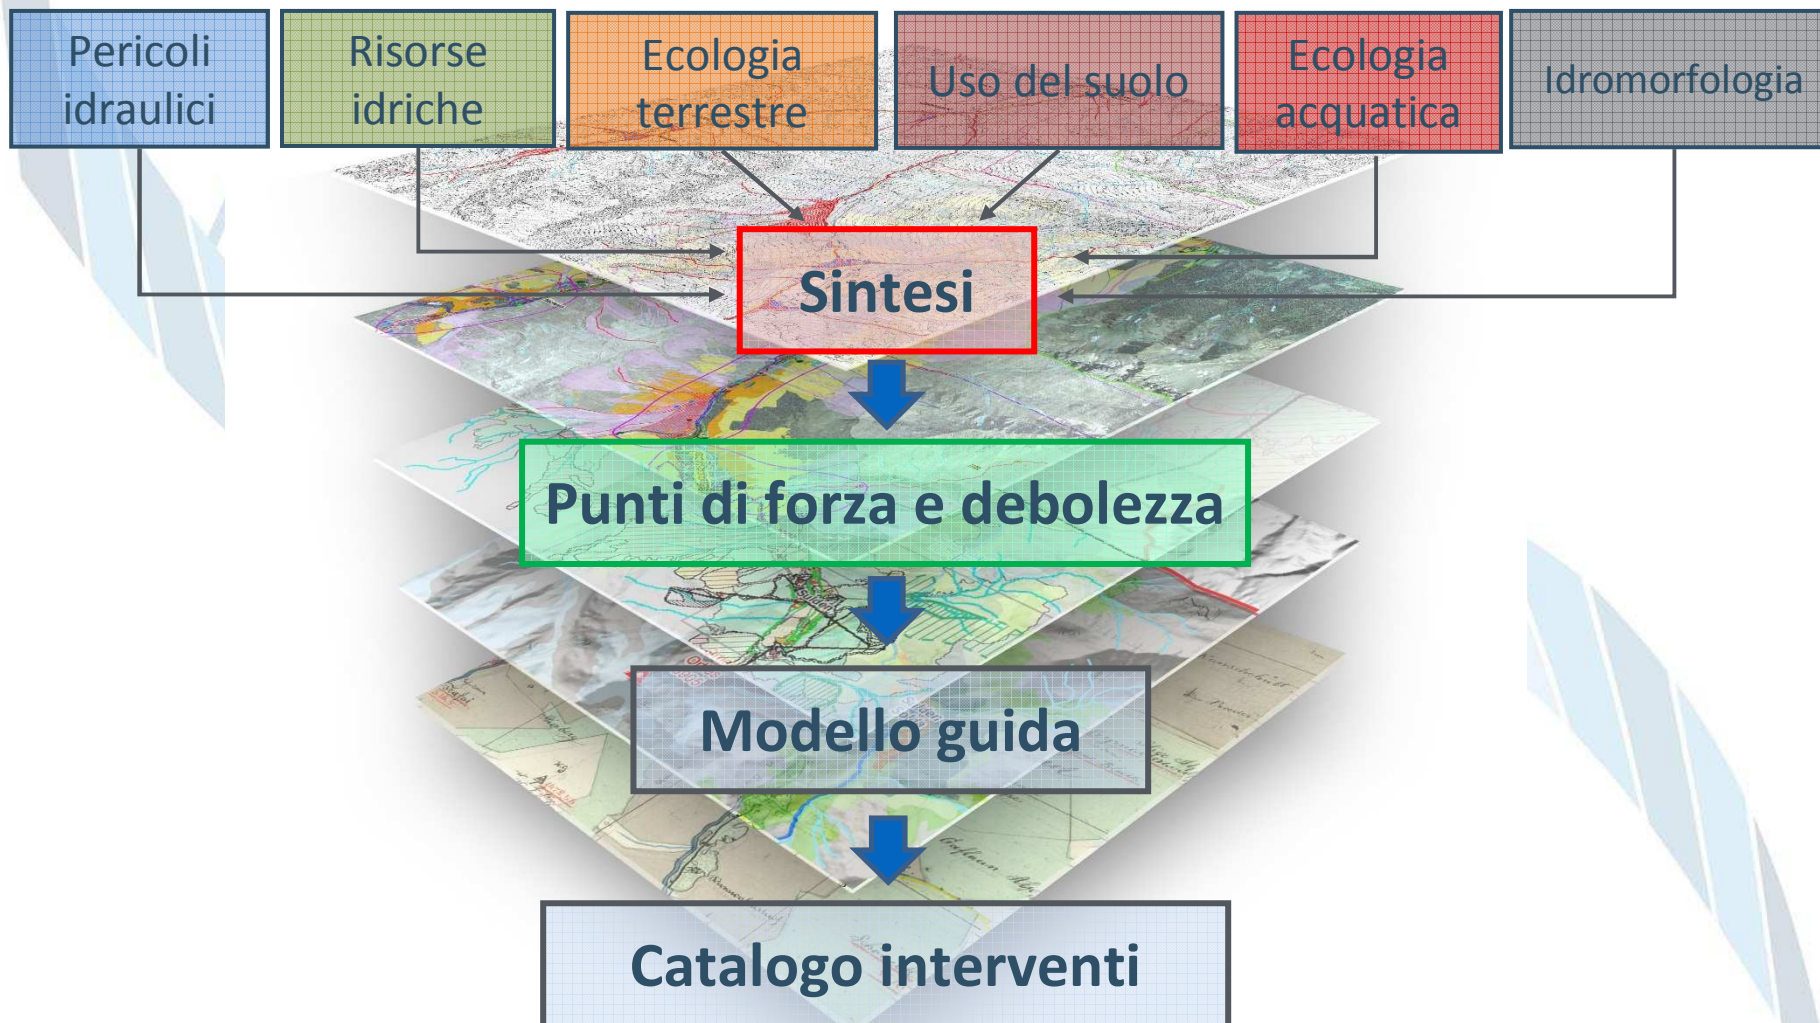 Pericoli
idraulici
Risorse
idriche
Ecologia
terrestre
Uso del suolo
Ecologia
acquatica
Idromorfologia
Sintesi
Punti di forza e debolezza
Modello guida
Catalogo interventi